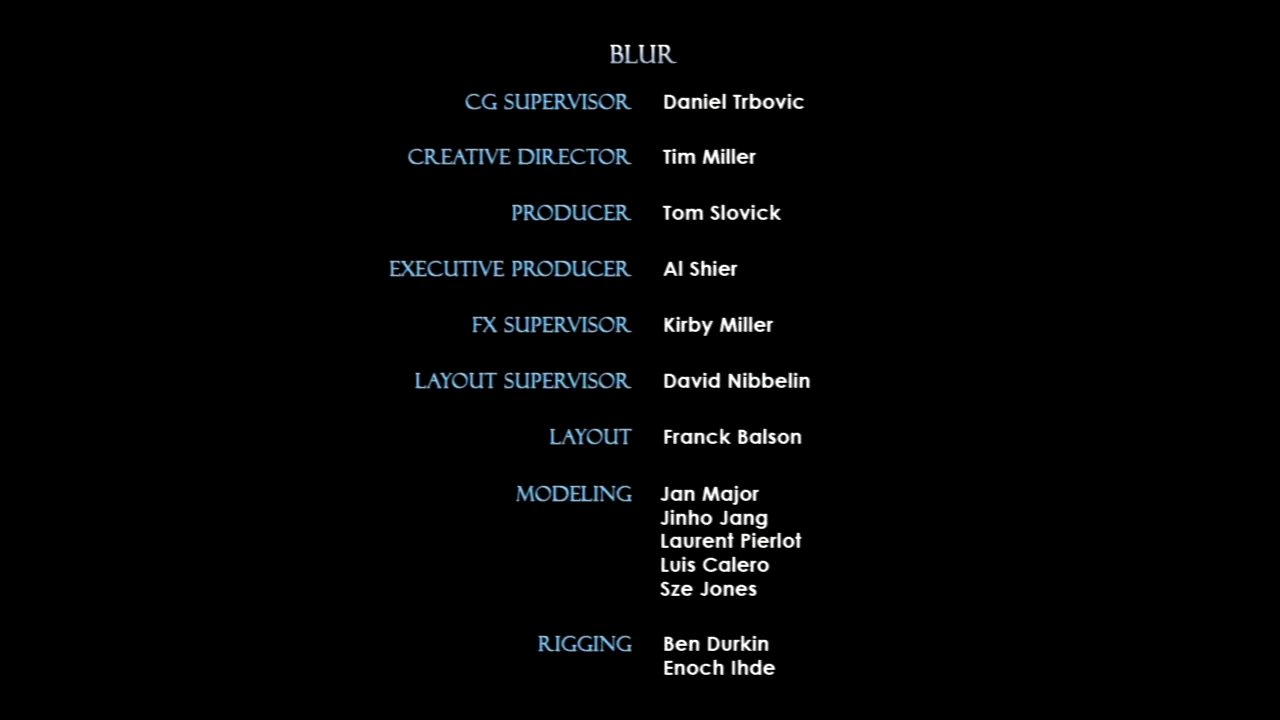 BLUR
CG SUPERVISOR Daniel Trbovic
CREATIVE DIRECTOR Tim Miller
PRODUCER Tom Slovick
EXECUTIVE PRODUCER Al Shier
FX SUPERVISOR Kirby Miller
LAYOUT SUPERVISOR David Nibbelin
LAYOUT Franck Balson
MODELING Jan Major
Jinho Jang
Laurent Pierlot
Luis Calero
Sze Jones
RIGGING Ben Durkin
Enoch Ihde